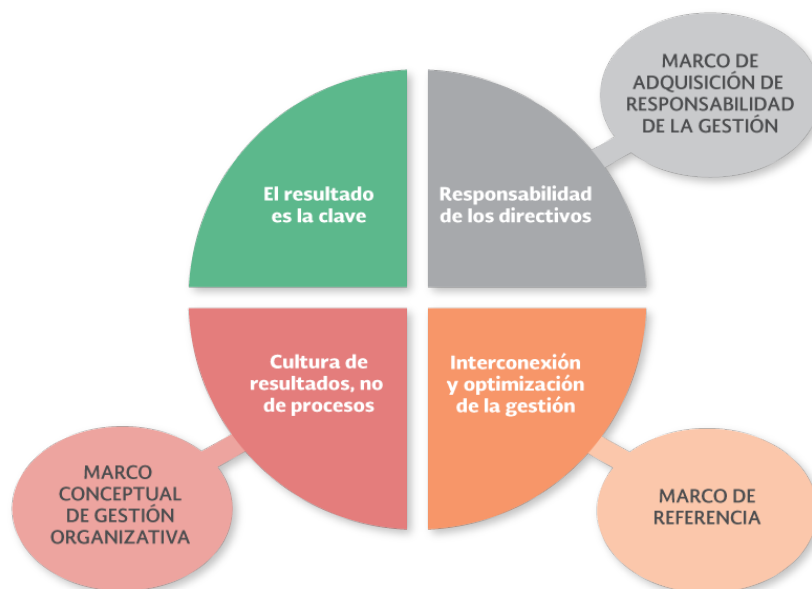 MARCO DE
ADQUISICIÓN DE
RESPONSABILIDAD
DE LA GESTIÓN
El resultado
es la clave
Responsabilidad
de los directivos
Cultura de
resultados, no
de procesos
Interconexión
y optimización
de la gestión
MARCO
CONCEPTUAL
DE GESTIÓN
ORGANIZATIVA
MARCO DE
REFERENCIA